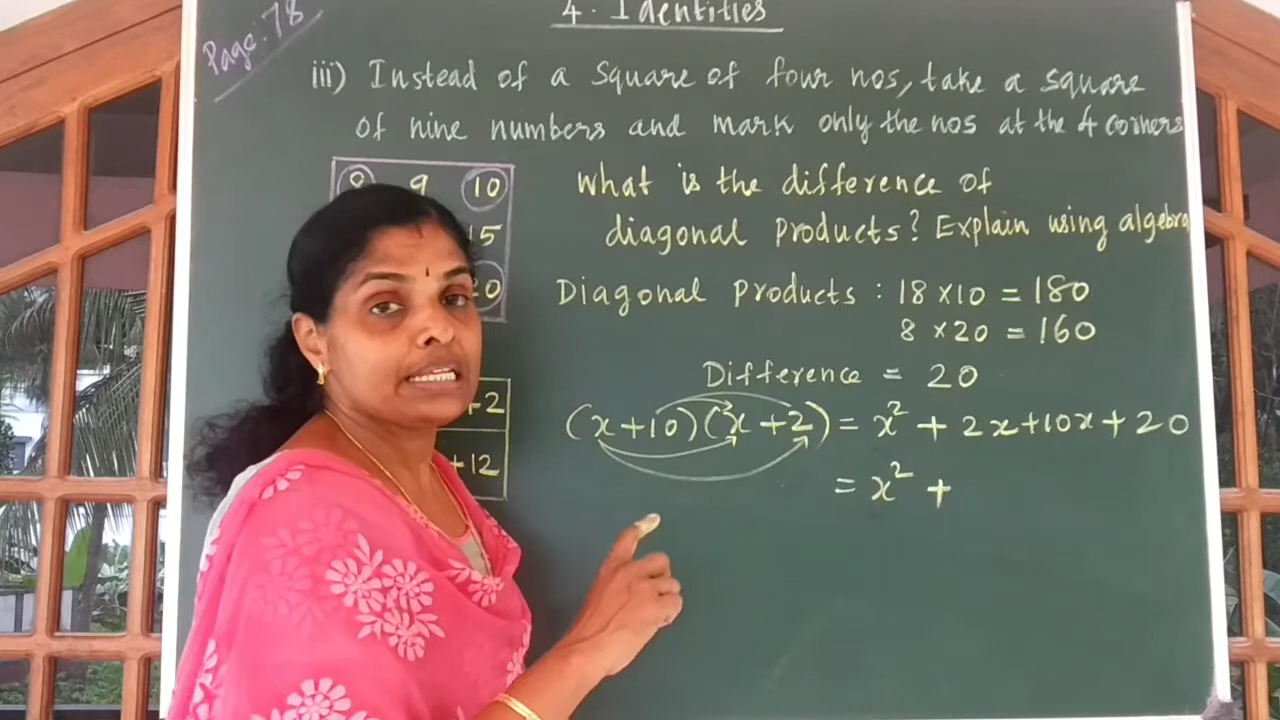 Page: 78
4. Identities
iii) Instead of a square of four nos, take a square
of nine numbers and mark only the nos at the 4 corners
8 9 10
15
20
What is the difference of
diagonal products? Explain using algebra
Diagonal products : 18 × 10 = 180
8 × 20 = 160
Difference = 20
+2
+12
(x+10)(x+2) = x² + 2x+10x+20
= x² +